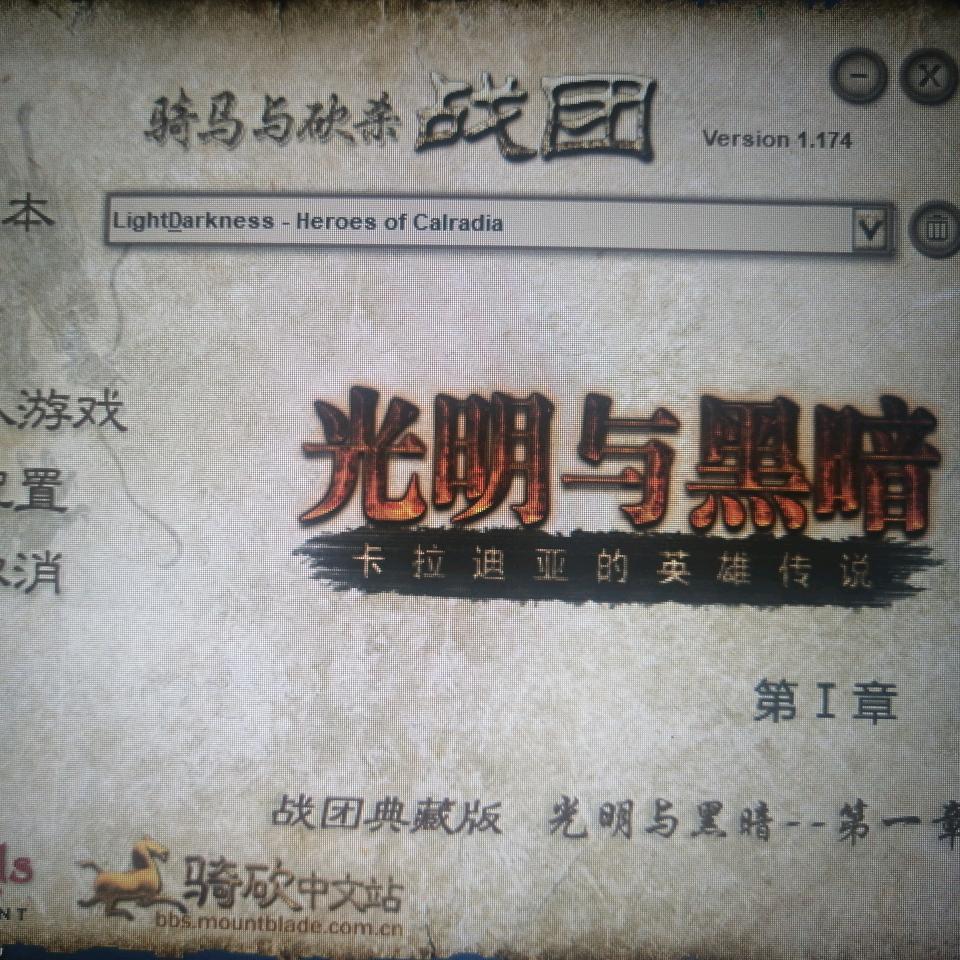 骑马与砍杀 战团
Version 1.174
本
LightDarkness - Heroes of Calradia
游戏
置
消
光明与黑暗
卡拉迪亚的英雄传说
第 I 章
战团典藏版 光明与黑暗--第一章
骑砍中文站
bbs.mountblade.com.cn